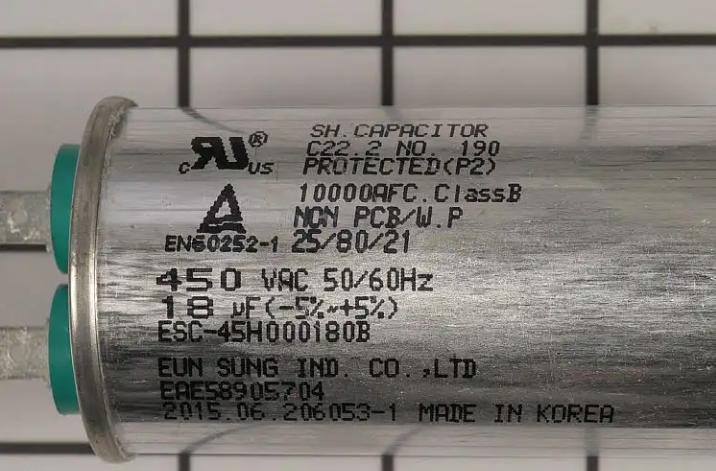 SH.CAPACITOR
C22.2 NO. 190
PROTECTED(P2)
c RU ® US
10000AFC.ClassB
NON PCB/W.P
EN60252-1 25/80/21
450 VAC 50/60Hz
18 µF(-5%~+5%)
ESC-45H000180B
EUN SUNG IND. CO.,LTD
EAE58905704
2015.06.206053-1 MADE IN KOREA